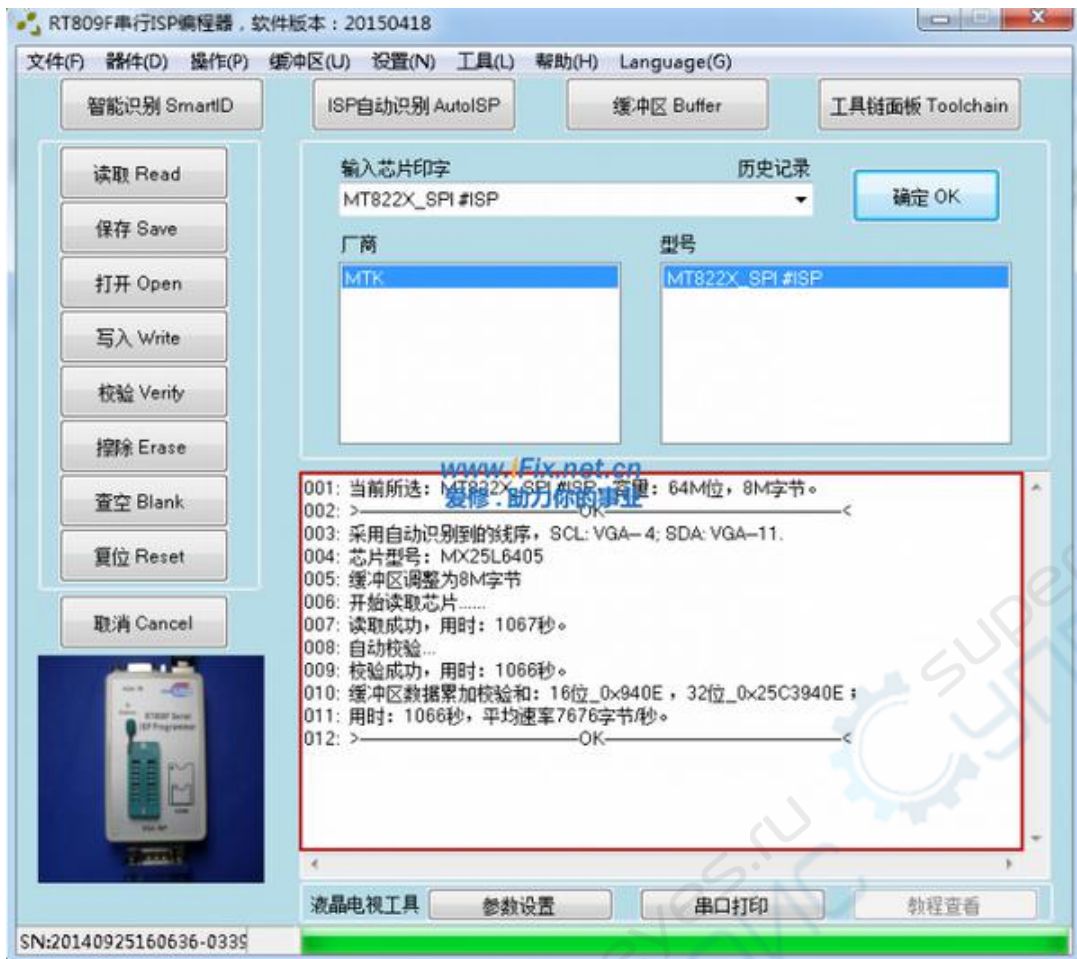 RT809F串行ISP编程器，软件版本：20150418
文件(F) 器件(D) 操作(P) 缓冲区(U) 设置(N) 工具(L) 帮助(H) Language(G)
智能识别 SmartID ISP自动识别 AutoISP 缓冲区 Buffer 工具链面板 Toolchain
读取 Read
保存 Save
打开 Open
写入 Write
校验 Verify
擦除 Erase
查空 Blank
复位 Reset
取消 Cancel
输入芯片印字 历史记录
MT822X_SPI #ISP
确定 OK
厂商 型号
MTK MT822X_SPI #ISP
www.iFix.net.cn
爱修 . 助力你的事业
001: 当前所选：MT822X_SPI #ISP，容量：64M位，8M字节。
002: >————————OK————————<
003: 采用自动识别到的线序，SCL: VGA--4; SDA: VGA--11.
004: 芯片型号：MX25L6405
005: 缓冲区调整为8M字节
006: 开始读取芯片......
007: 读取成功，用时：1067秒。
008: 自动校验...
009: 校验成功，用时：1066秒。
010: 缓冲区数据累加校验和：16位_0x940E ，32位_0x25C3940E ;
011: 用时：1066秒，平均速率7676字节/秒。
012: >————————OK————————<
RT809F Serial
ISP Programmer
液晶电视工具 参数设置 串口打印 教程查看
SN:20140925160636-0339